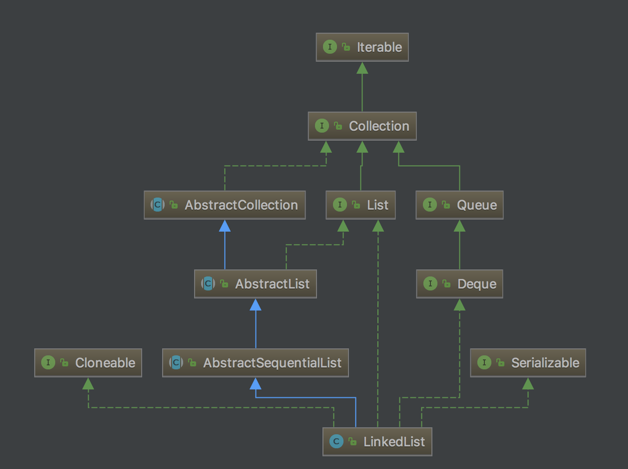 Iterable
Collection
AbstractCollection
List
Queue
AbstractList
Deque
Cloneable
AbstractSequentialList
Serializable
LinkedList